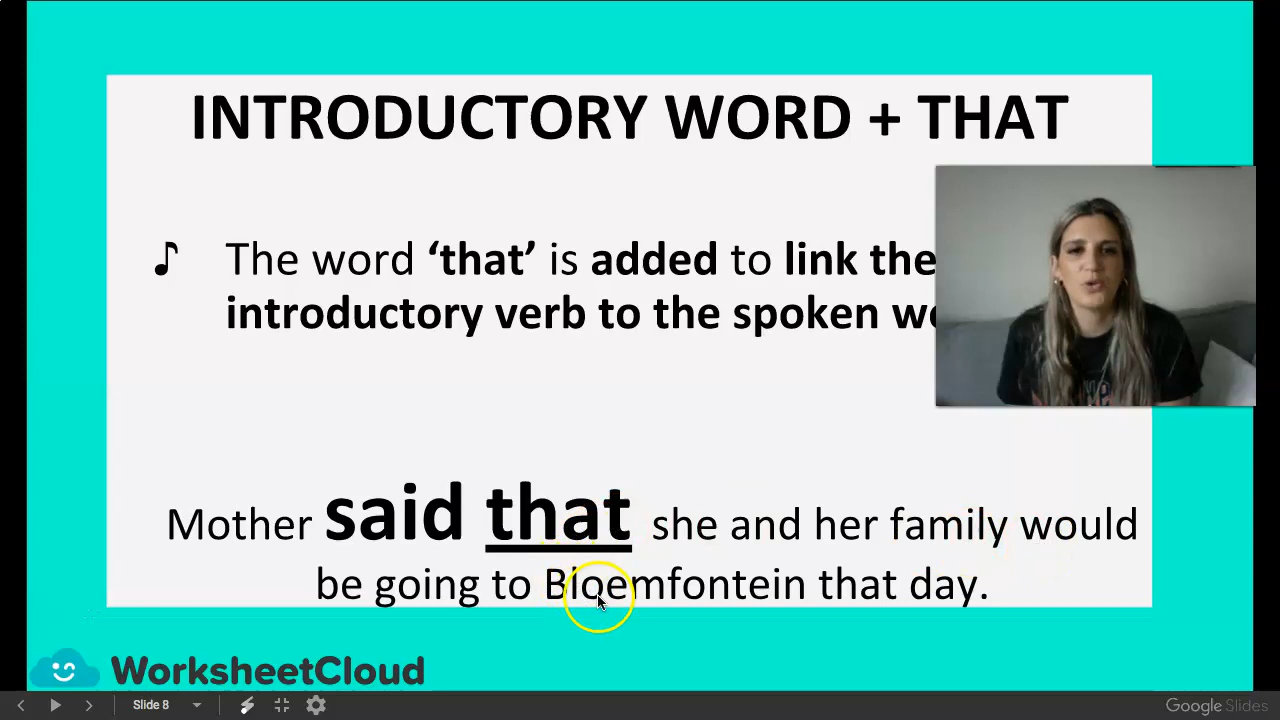 INTRODUCTORY WORD + THAT
♪ The word ‘that’ is added to link the
introductory verb to the spoken
Mother said that she and her family would
be going to Bloemfontein that day.
WorksheetCloud
Slide 8
Google Slides